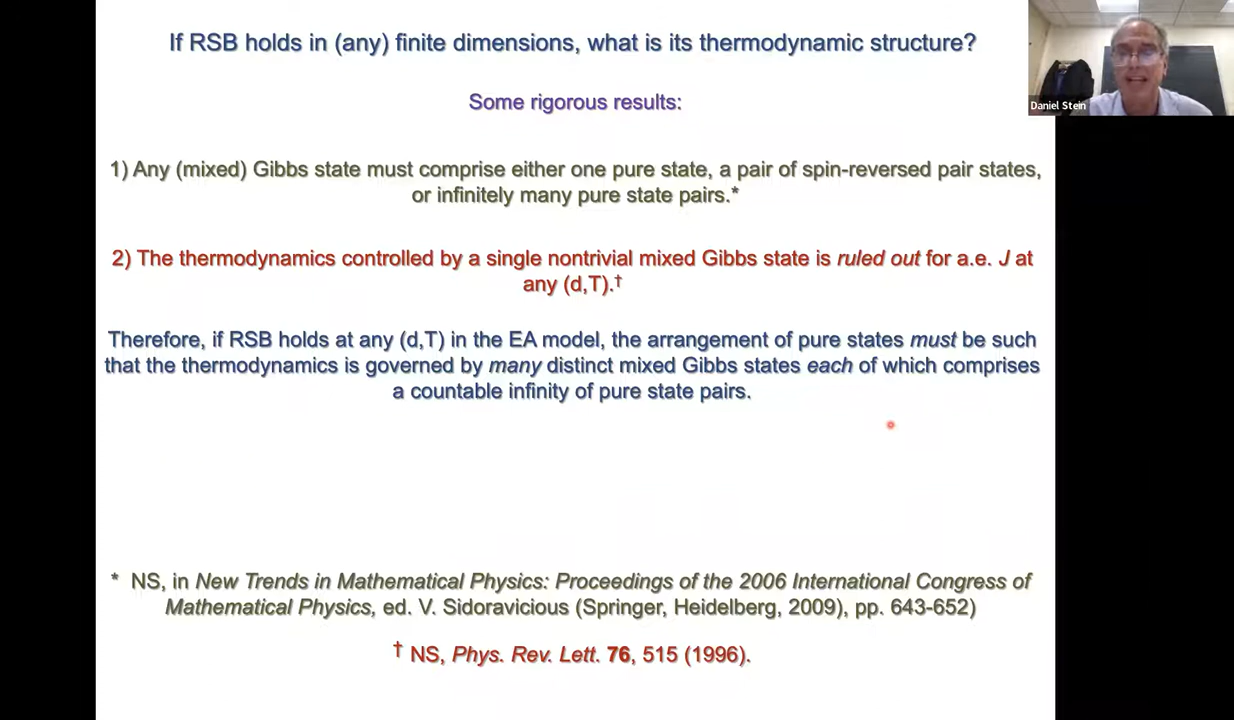 If RSB holds in (any) finite dimensions, what is its thermodynamic structure?
Daniel Stein
Some rigorous results:
1) Any (mixed) Gibbs state must comprise either one pure state, a pair of spin-reversed pair states,
or infinitely many pure state pairs.*
2) The thermodynamics controlled by a single nontrivial mixed Gibbs state is ruled out for a.e. J at
any (d,T).†
Therefore, if RSB holds at any (d,T) in the EA model, the arrangement of pure states must be such
that the thermodynamics is governed by many distinct mixed Gibbs states each of which comprises
a countable infinity of pure state pairs.
* NS, in New Trends in Mathematical Physics: Proceedings of the 2006 International Congress of
Mathematical Physics, ed. V. Sidoravicious (Springer, Heidelberg, 2009), pp. 643-652)
† NS, Phys. Rev. Lett. 76, 515 (1996).